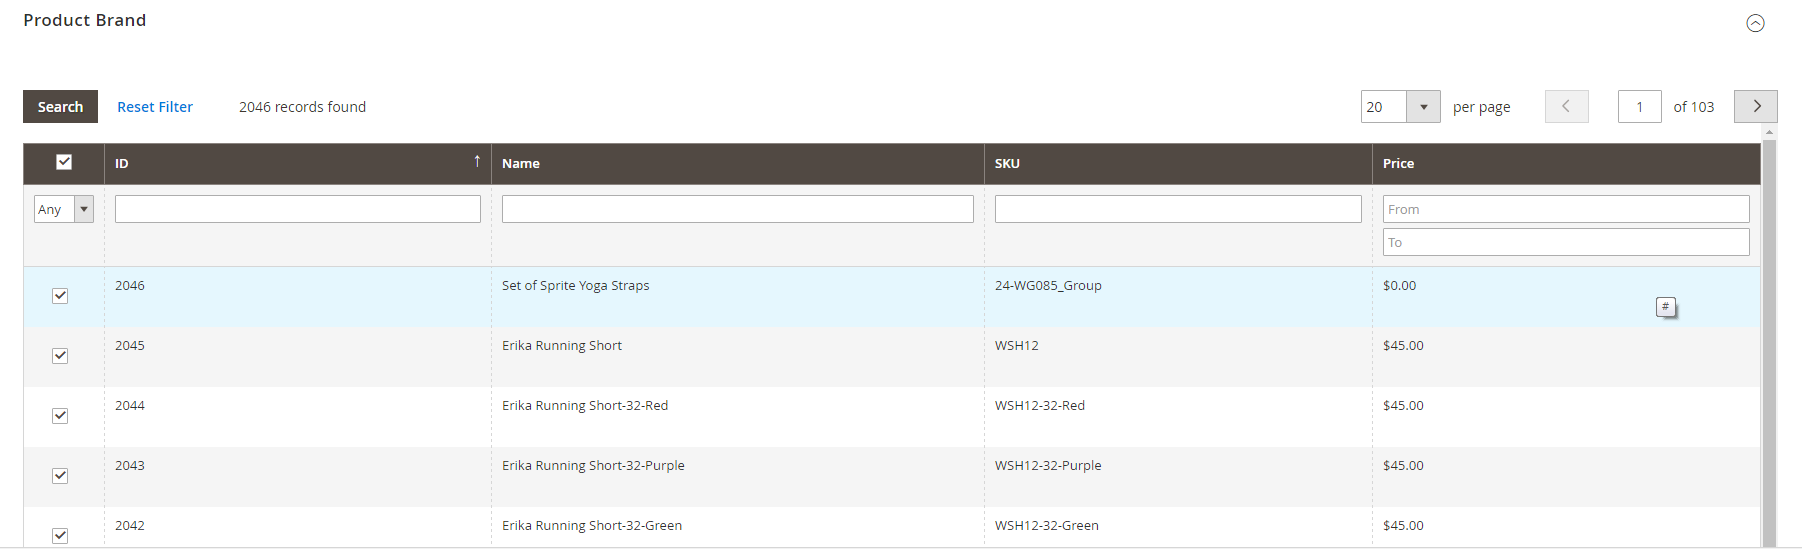 Product Brand
Search Reset Filter 2046 records found 20 per page 1 of 103
ID ↑ Name SKU Price
Any From
To
2046 Set of Sprite Yoga Straps 24-WG085_Group $0.00
#
2045 Erika Running Short WSH12 $45.00
2044 Erika Running Short-32-Red WSH12-32-Red $45.00
2043 Erika Running Short-32-Purple WSH12-32-Purple $45.00
2042 Erika Running Short-32-Green WSH12-32-Green $45.00